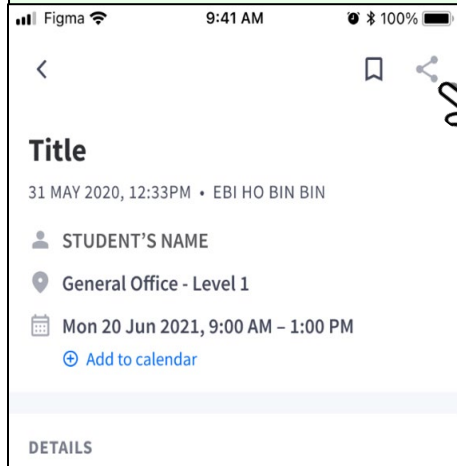 Figma 9:41 AM 100%
Title
31 MAY 2020, 12:33PM • EBI HO BIN BIN
STUDENT'S NAME
General Office - Level 1
Mon 20 Jun 2021, 9:00 AM – 1:00 PM
Add to calendar
DETAILS